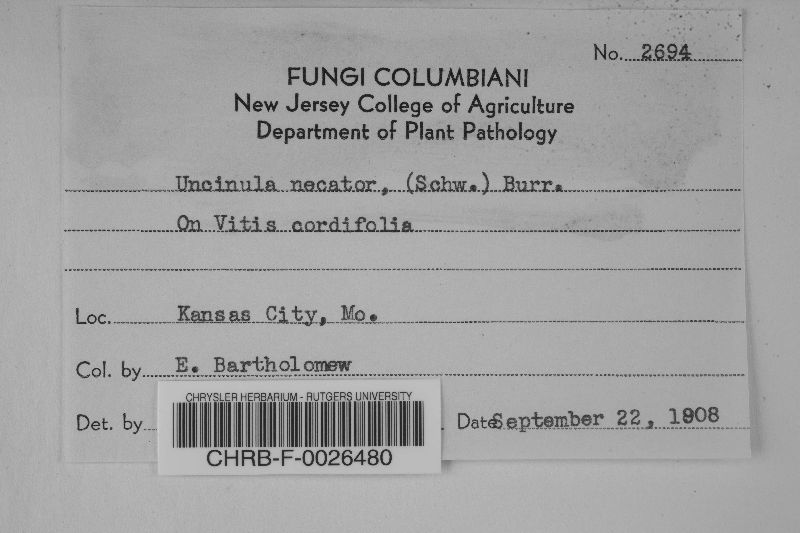 No. 2694
FUNGI COLUMBIANI
New Jersey College of Agriculture
Department of Plant Pathology
Uncinula necator, (Schw.) Burr.
On Vitis cordifolia
Loc. Kansas City, Mo.
Col. by E. Bartholomew
Det. by
Date September 22, 1908
CHRYSLER HERBARIUM - RUTGERS UNIVERSITY
CHRB-F-0026480